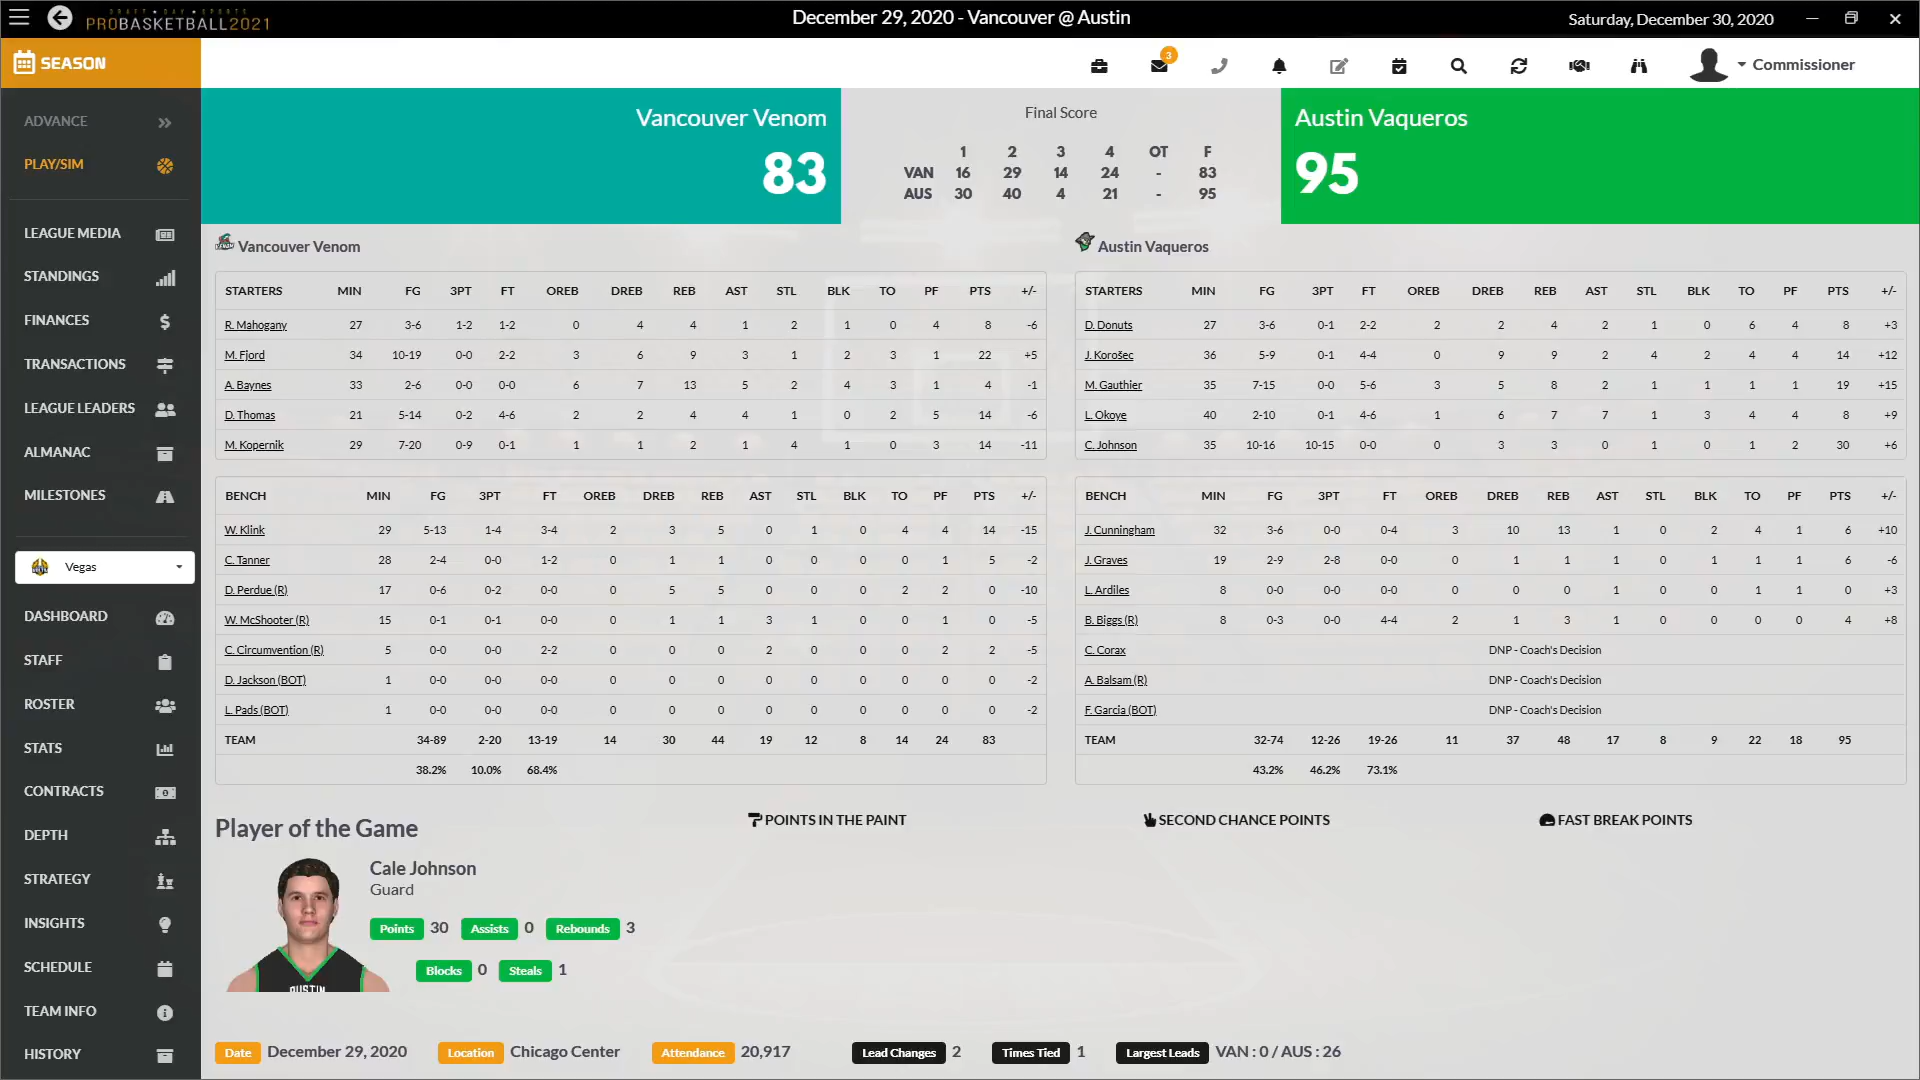 DRAFT DAY SPORTS
PROBASKETBALL2021
December 29, 2020 - Vancouver @ Austin
Saturday, December 30, 2020
SEASON
3
Commissioner
ADVANCE
PLAY/SIM
LEAGUE MEDIA
STANDINGS
FINANCES
TRANSACTIONS
LEAGUE LEADERS
ALMANAC
MILESTONES
Vegas
DASHBOARD
STAFF
ROSTER
STATS
CONTRACTS
DEPTH
STRATEGY
INSIGHTS
SCHEDULE
TEAM INFO
HISTORY
Vancouver Venom
83
Final Score
1 2 3 4 OT F
VAN 16 29 14 24 - 83
AUS 30 40 4 21 - 95
Austin Vaqueros
95
Vancouver Venom
STARTERS MIN FG 3PT FT OREB DREB REB AST STL BLK TO PF PTS +/-
R. Mahogany 27 3-6 1-2 1-2 0 4 4 1 2 1 0 4 8 -6
M. Fjord 34 10-19 0-0 2-2 3 6 9 3 1 2 3 1 22 +5
A. Baynes 33 2-6 0-0 0-0 6 7 13 5 2 4 3 1 4 -1
D. Thomas 21 5-14 0-2 4-6 2 2 4 4 1 0 2 5 14 -6
M. Kopernik 29 7-20 0-9 0-1 1 1 2 1 4 1 0 3 14 -11
BENCH MIN FG 3PT FT OREB DREB REB AST STL BLK TO PF PTS +/-
W. Klink 29 5-13 1-4 3-4 2 3 5 0 1 0 4 4 14 -15
C. Tanner 28 2-4 0-0 1-2 0 1 1 0 0 0 0 1 5 -2
D. Perdue (R) 17 0-6 0-2 0-0 0 5 5 0 0 0 2 2 0 -10
W. McShooter (R) 15 0-1 0-1 0-0 0 1 1 3 1 0 0 1 0 -5
C. Circumvention (R) 5 0-0 0-0 2-2 0 0 0 2 0 0 0 2 2 -5
D. Jackson (BOT) 1 0-0 0-0 0-0 0 0 0 0 0 0 0 0 0 -2
L. Pads (BOT) 1 0-0 0-0 0-0 0 0 0 0 0 0 0 0 0 -2
TEAM 34-89 2-20 13-19 14 30 44 19 12 8 14 24 83
38.2% 10.0% 68.4%
Austin Vaqueros
STARTERS MIN FG 3PT FT OREB DREB REB AST STL BLK TO PF PTS +/-
D. Donuts 27 3-6 0-1 2-2 2 2 4 2 1 0 6 4 8 +3
J. Korošec 36 5-9 0-1 4-4 0 9 9 2 4 2 4 4 14 +12
M. Gauthier 35 7-15 0-0 5-6 3 5 8 2 1 1 1 1 19 +15
L. Okoye 40 2-10 0-1 4-6 1 6 7 7 1 3 4 4 8 +9
C. Johnson 35 10-16 10-15 0-0 0 3 3 0 1 0 1 2 30 +6
BENCH MIN FG 3PT FT OREB DREB REB AST STL BLK TO PF PTS +/-
J. Cunningham 32 3-6 0-0 0-4 3 10 13 1 0 2 4 1 6 +10
J. Graves 19 2-9 2-8 0-0 0 1 1 1 0 1 1 1 6 -6
L. Ardiles 8 0-0 0-0 0-0 0 0 0 1 0 0 1 1 0 +3
B. Biggs (R) 8 0-3 0-0 4-4 2 1 3 1 0 0 0 0 4 +8
C. Corax DNP - Coach's Decision
A. Balsam (R) DNP - Coach's Decision
F. Garcia (BOT) DNP - Coach's Decision
TEAM 32-74 12-26 19-26 11 37 48 17 8 9 22 18 95
43.2% 46.2% 73.1%
Player of the Game
POINTS IN THE PAINT
SECOND CHANCE POINTS
FAST BREAK POINTS
Cale Johnson
Guard
Points 30 Assists 0 Rebounds 3
Blocks 0 Steals 1
AUSTIN
Date December 29, 2020 Location Chicago Center Attendance 20,917 Lead Changes 2 Times Tied 1 Largest Leads VAN : 0 / AUS : 26